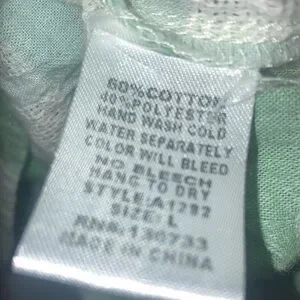 60%COTTON
40%POLYESTER
HAND WASH COLD
WATER SEPARATELY
COLOR WILL BLEED
NO BLEECH
HANG TO DRY
STYLE:A1292
SIZE: L
RN#:130733
MADE IN CHINA